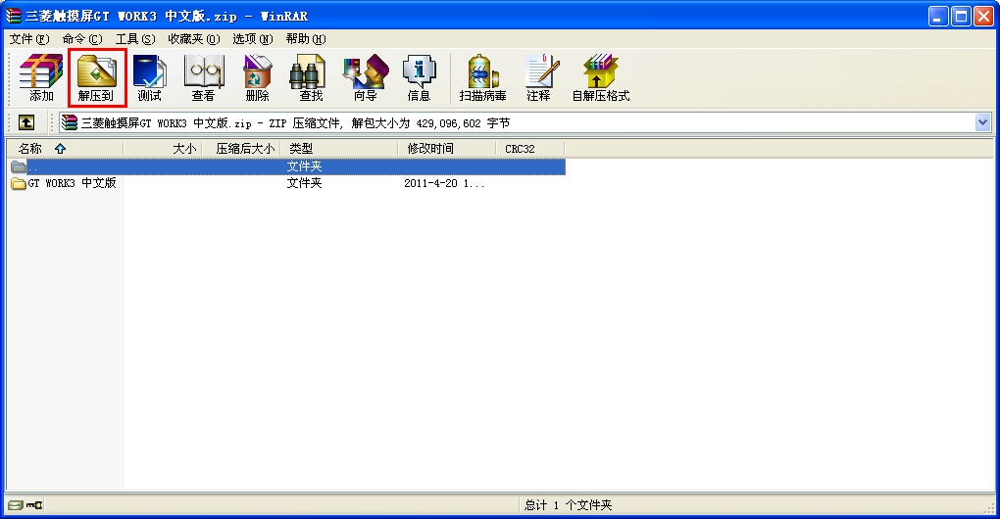 三菱触摸屏GT WORK3 中文版.zip - WinRAR
文件(F) 命令(C) 工具(S) 收藏夹(O) 选项(N) 帮助(H)
添加 解压到 测试 查看 删除 查找 向导 信息 扫描病毒 注释 自解压格式
三菱触摸屏GT WORK3 中文版.zip - ZIP 压缩文件, 解包大小为 429,096,602 字节
名称 大小 压缩后大小 类型 修改时间 CRC32
.. 文件夹
GT WORK3 中文版 文件夹 2011-4-20 1...
总计 1 个文件夹